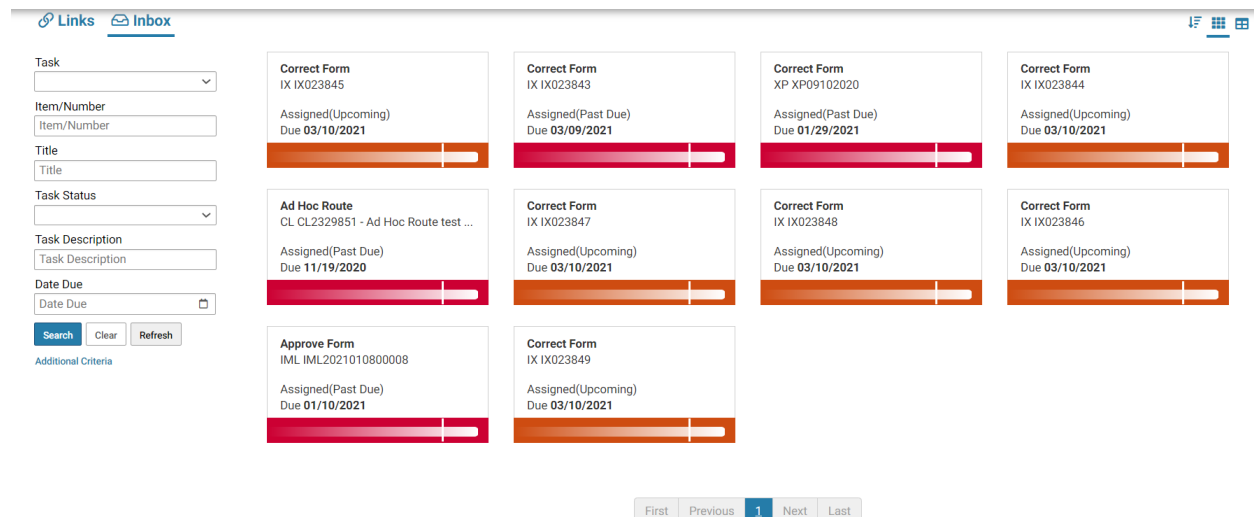 Links Inbox
Task
Item/Number
Item/Number
Title
Title
Task Status
Task Description
Task Description
Date Due
Date Due
Search Clear Refresh
Additional Criteria
Correct Form
IX IX023845
Assigned(Upcoming)
Due 03/10/2021
Correct Form
IX IX023843
Assigned(Past Due)
Due 03/09/2021
Correct Form
XP XP09102020
Assigned(Past Due)
Due 01/29/2021
Correct Form
IX IX023844
Assigned(Upcoming)
Due 03/10/2021
Ad Hoc Route
CL CL2329851 - Ad Hoc Route test ...
Assigned(Past Due)
Due 11/19/2020
Correct Form
IX IX023847
Assigned(Upcoming)
Due 03/10/2021
Correct Form
IX IX023848
Assigned(Upcoming)
Due 03/10/2021
Correct Form
IX IX023846
Assigned(Upcoming)
Due 03/10/2021
Approve Form
IML IML2021010800008
Assigned(Past Due)
Due 01/10/2021
Correct Form
IX IX023849
Assigned(Upcoming)
Due 03/10/2021
First Previous 1 Next Last